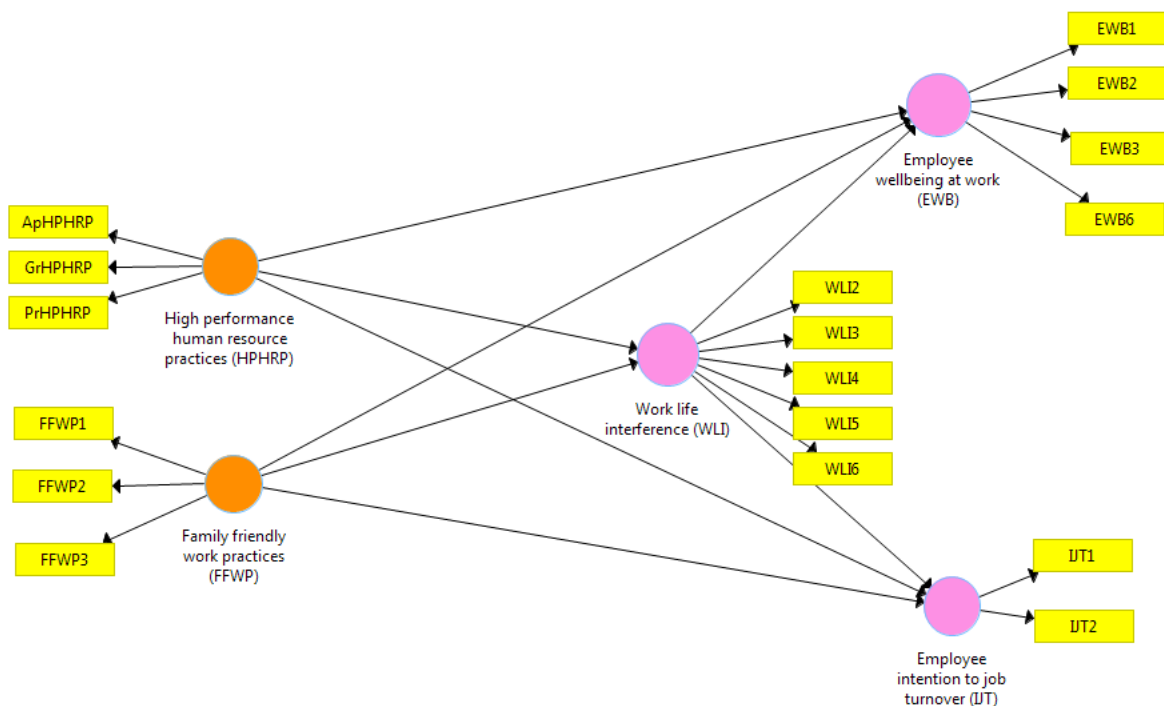 EWB1
EWB2
EWB3
EWB6
Employee
wellbeing at work
(EWB)
ApHPHRP
GrHPHRP
PrHPHRP
High performance
human resource
practices (HPHRP)
WLI2
WLI3
WLI4
WLI5
WLI6
Work life
interference (WLI)
FFWP1
FFWP2
FFWP3
Family friendly
work practices
(FFWP)
IJT1
IJT2
Employee
intention to job
turnover (IJT)